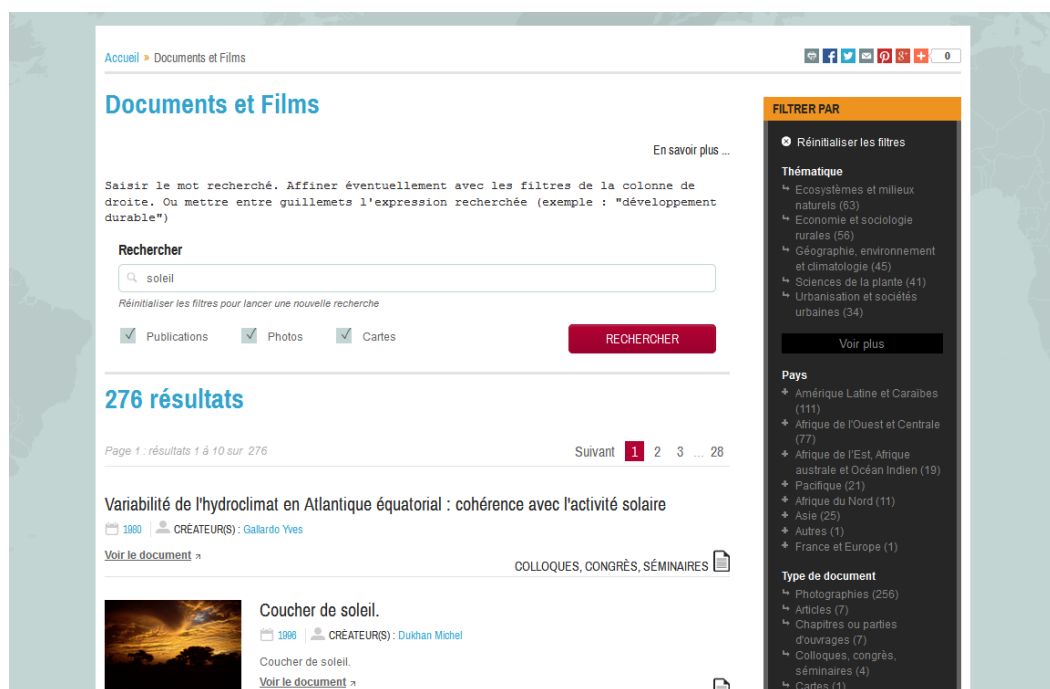 Accueil » Documents et Films
0
Documents et Films
En savoir plus ...
Saisir le mot recherché. Affiner éventuellement avec les filtres de la colonne de
droite. Ou mettre entre guillemets l'expression recherchée (exemple : "développement
durable")
Rechercher
soleil
Réinitialiser les filtres pour lancer une nouvelle recherche
Publications Photos Cartes RECHERCHER
276 résultats
Page 1 : résultats 1 à 10 sur 276
Suivant 1 2 3 ... 28
Variabilité de l'hydroclimat en Atlantique équatorial : cohérence avec l'activité solaire
1980 CRÉATEUR(S) : Gallardo Yves
Voir le document
COLLOQUES, CONGRÈS, SÉMINAIRES
Coucher de soleil.
1996 CRÉATEUR(S) : Dukhan Michel
Coucher de soleil.
Voir le document
FILTRER PAR
Réinitialiser les filtres
Thématique
Ecosystèmes et milieux
naturels (63)
Economie et sociologie
rurales (56)
Géographie, environnement
et climatologie (45)
Sciences de la plante (41)
Urbanisation et sociétés
urbaines (34)
Voir plus
Pays
Amérique Latine et Caraïbes
(111)
Afrique de l'Ouest et Centrale
(77)
Afrique de l'Est, Afrique
australe et Océan Indien (19)
Pacifique (21)
Afrique du Nord (11)
Asie (25)
Autres (1)
France et Europe (1)
Type de document
Photographies (256)
Articles (7)
Chapitres ou parties
d'ouvrages (7)
Colloques, congrès,
séminaires (4)
Cartes (1)